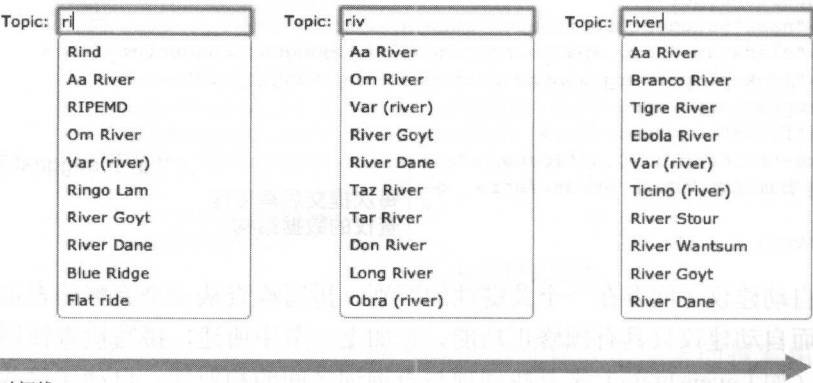 Topic: ri
Rind
Aa River
RIPEMD
Om River
Var (river)
Ringo Lam
River Goyt
River Dane
Blue Ridge
Flat ride
Topic: riv
Aa River
Om River
Var (river)
River Goyt
River Dane
Taz River
Tar River
Don River
Long River
Obra (river)
Topic: river
Aa River
Branco River
Tigre River
Ebola River
Var (river)
Ticino (river)
River Stour
River Wantsum
River Goyt
River Dane